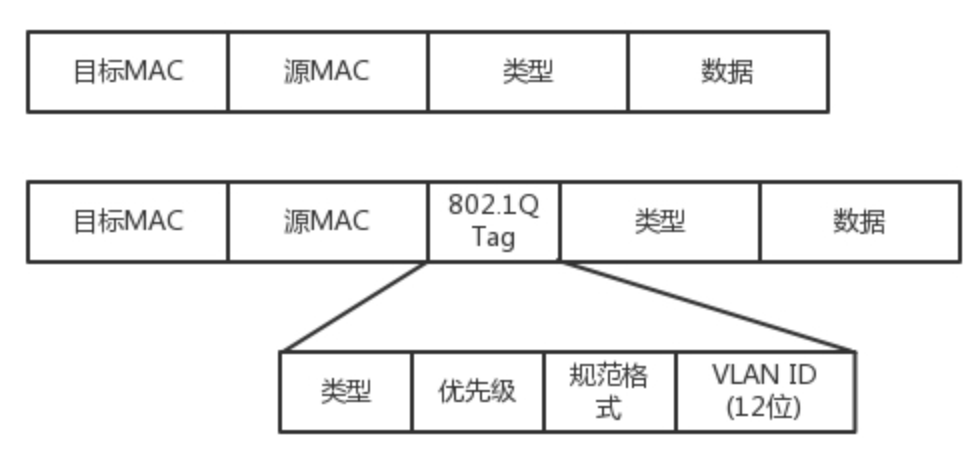 目标MAC 源MAC 类型 数据
目标MAC 源MAC 802.1Q Tag 类型 数据
类型 优先级 规范格式 VLAN ID (12位)